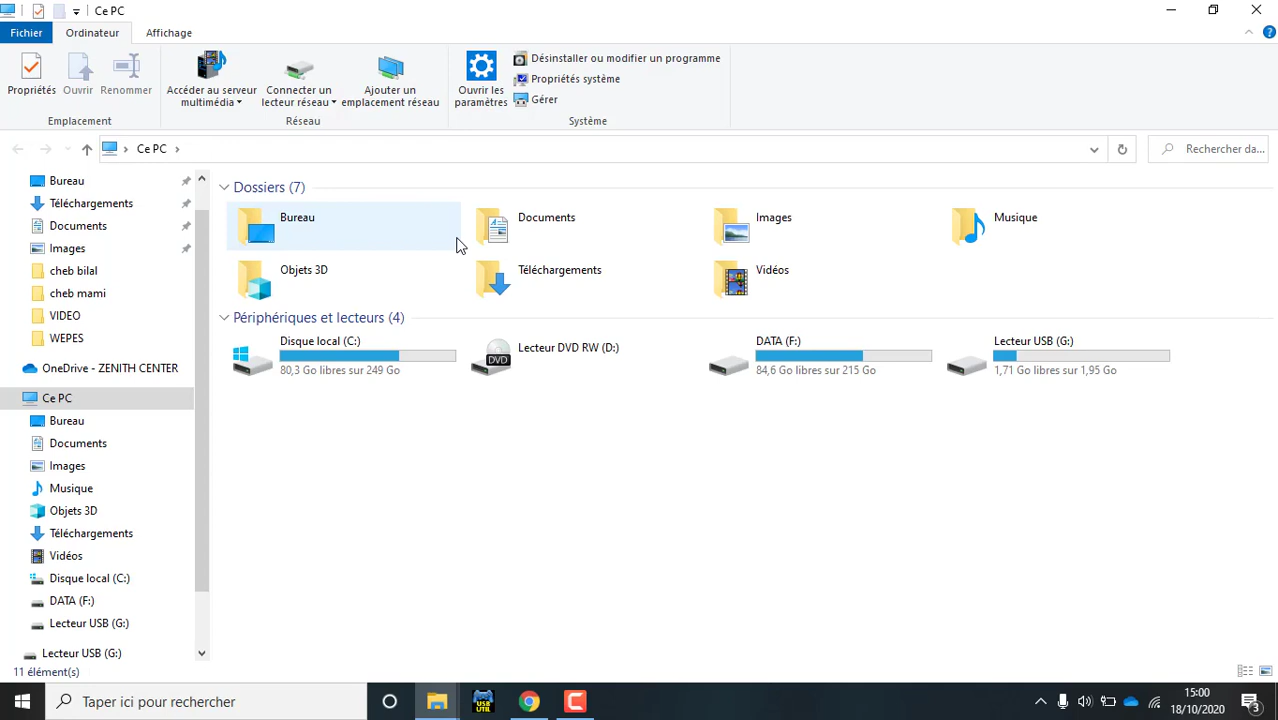 Ce PC
Fichier
Ordinateur
Affichage
Propriétés
Ouvrir
Renommer
Emplacement
Accéder au serveur
multimédia
Connecter un
lecteur réseau
Ajouter un
emplacement réseau
Réseau
Ouvrir les
paramètres
Désinstaller ou modifier un programme
Propriétés système
Gérer
Système
Ce PC
Rechercher da...
Bureau
Téléchargements
Documents
Images
cheb bilal
cheb mami
VIDEO
WEPES
OneDrive - ZENITH CENTER
Ce PC
Bureau
Documents
Images
Musique
Objets 3D
Téléchargements
Vidéos
Disque local (C:)
DATA (F:)
Lecteur USB (G:)
Lecteur USB (G:)
Dossiers (7)
Bureau
Documents
Images
Musique
Objets 3D
Téléchargements
Vidéos
Périphériques et lecteurs (4)
Disque local (C:)
80,3 Go libres sur 249 Go
DVD
Lecteur DVD RW (D:)
DATA (F:)
84,6 Go libres sur 215 Go
Lecteur USB (G:)
1,71 Go libres sur 1,95 Go
11 élément(s)
Taper ici pour rechercher
USB
UTIL
15:00
18/10/2020
3